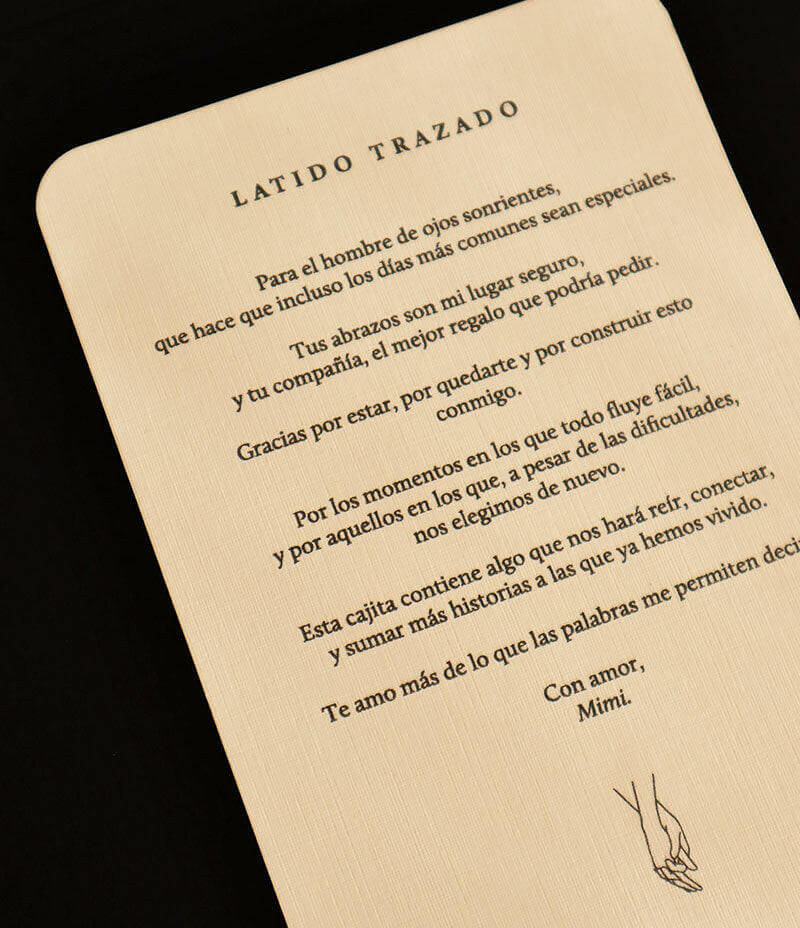 LATIDO TRAZADO
Para el hombre de ojos sonrientes,
que hace que incluso los días más comunes sean especiales.
Tus abrazos son mi lugar seguro,
y tu compañía, el mejor regalo que podría pedir.
Gracias por estar, por quedarte y por construir esto
conmigo.
Por los momentos en los que todo fluye fácil,
y por aquellos en los que, a pesar de las dificultades,
nos elegimos de nuevo.
Esta cajita contiene algo que nos hará reír, conectar,
y sumar más historias a las que ya hemos vivido.
Te amo más de lo que las palabras me permiten
Con amor,
Mimi.